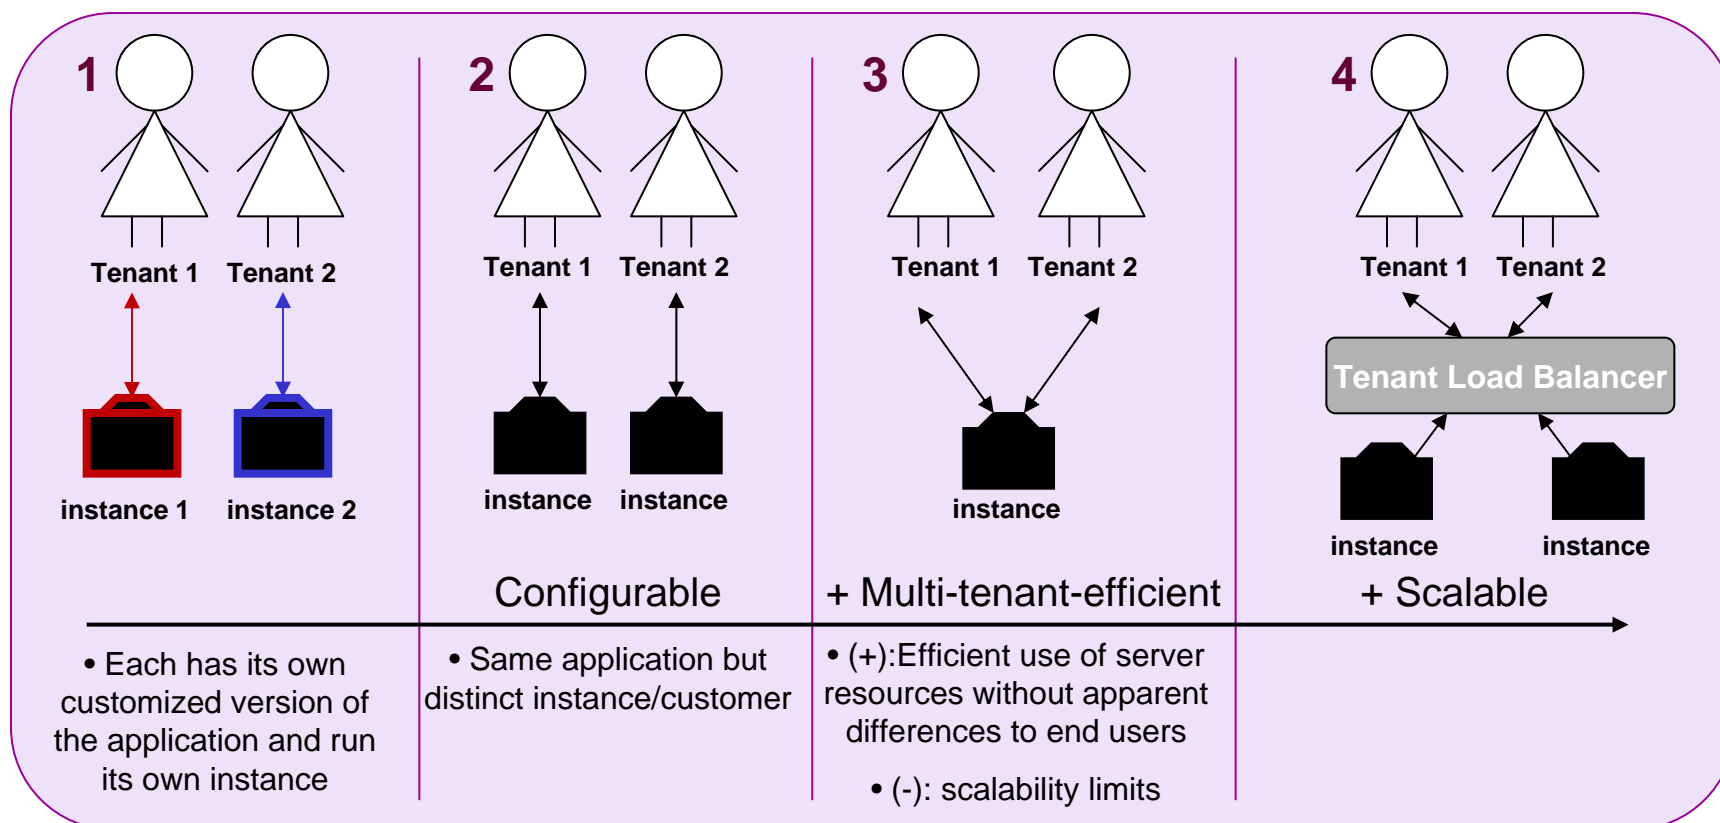 1
Tenant 1 Tenant 2
instance 1 instance 2
• Each has its own
customized version of
the application and run
its own instance
2
Tenant 1 Tenant 2
instance instance
Configurable
• Same application but
distinct instance/customer
3
Tenant 1 Tenant 2
instance
+ Multi-tenant-efficient
• (+):Efficient use of server
resources without apparent
differences to end users
• (-): scalability limits
4
Tenant 1 Tenant 2
Tenant Load Balancer
instance instance
+ Scalable